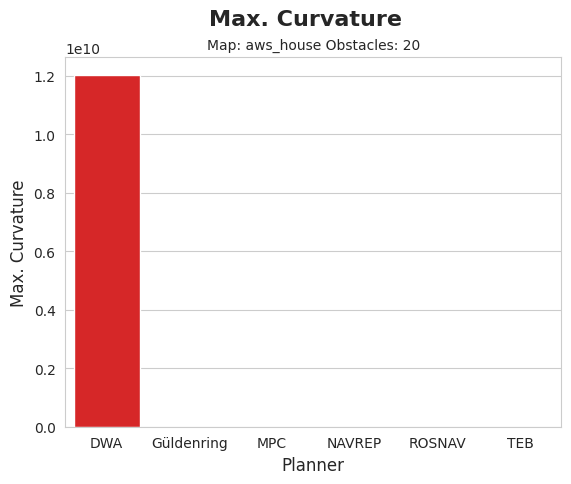 Max. Curvature
Map: aws_house Obstacles: 20
1e10
1.2
1.0
0.8
0.6
0.4
0.2
0.0
Max. Curvature
DWA Güldenring MPC NAVREP ROSNAV TEB
Planner